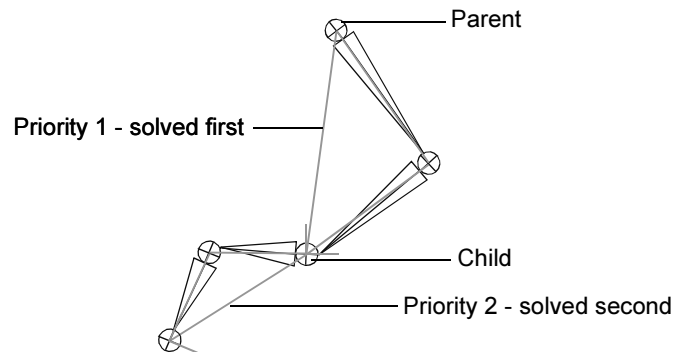 Parent
Priority 1 - solved first
Child
Priority 2 - solved second